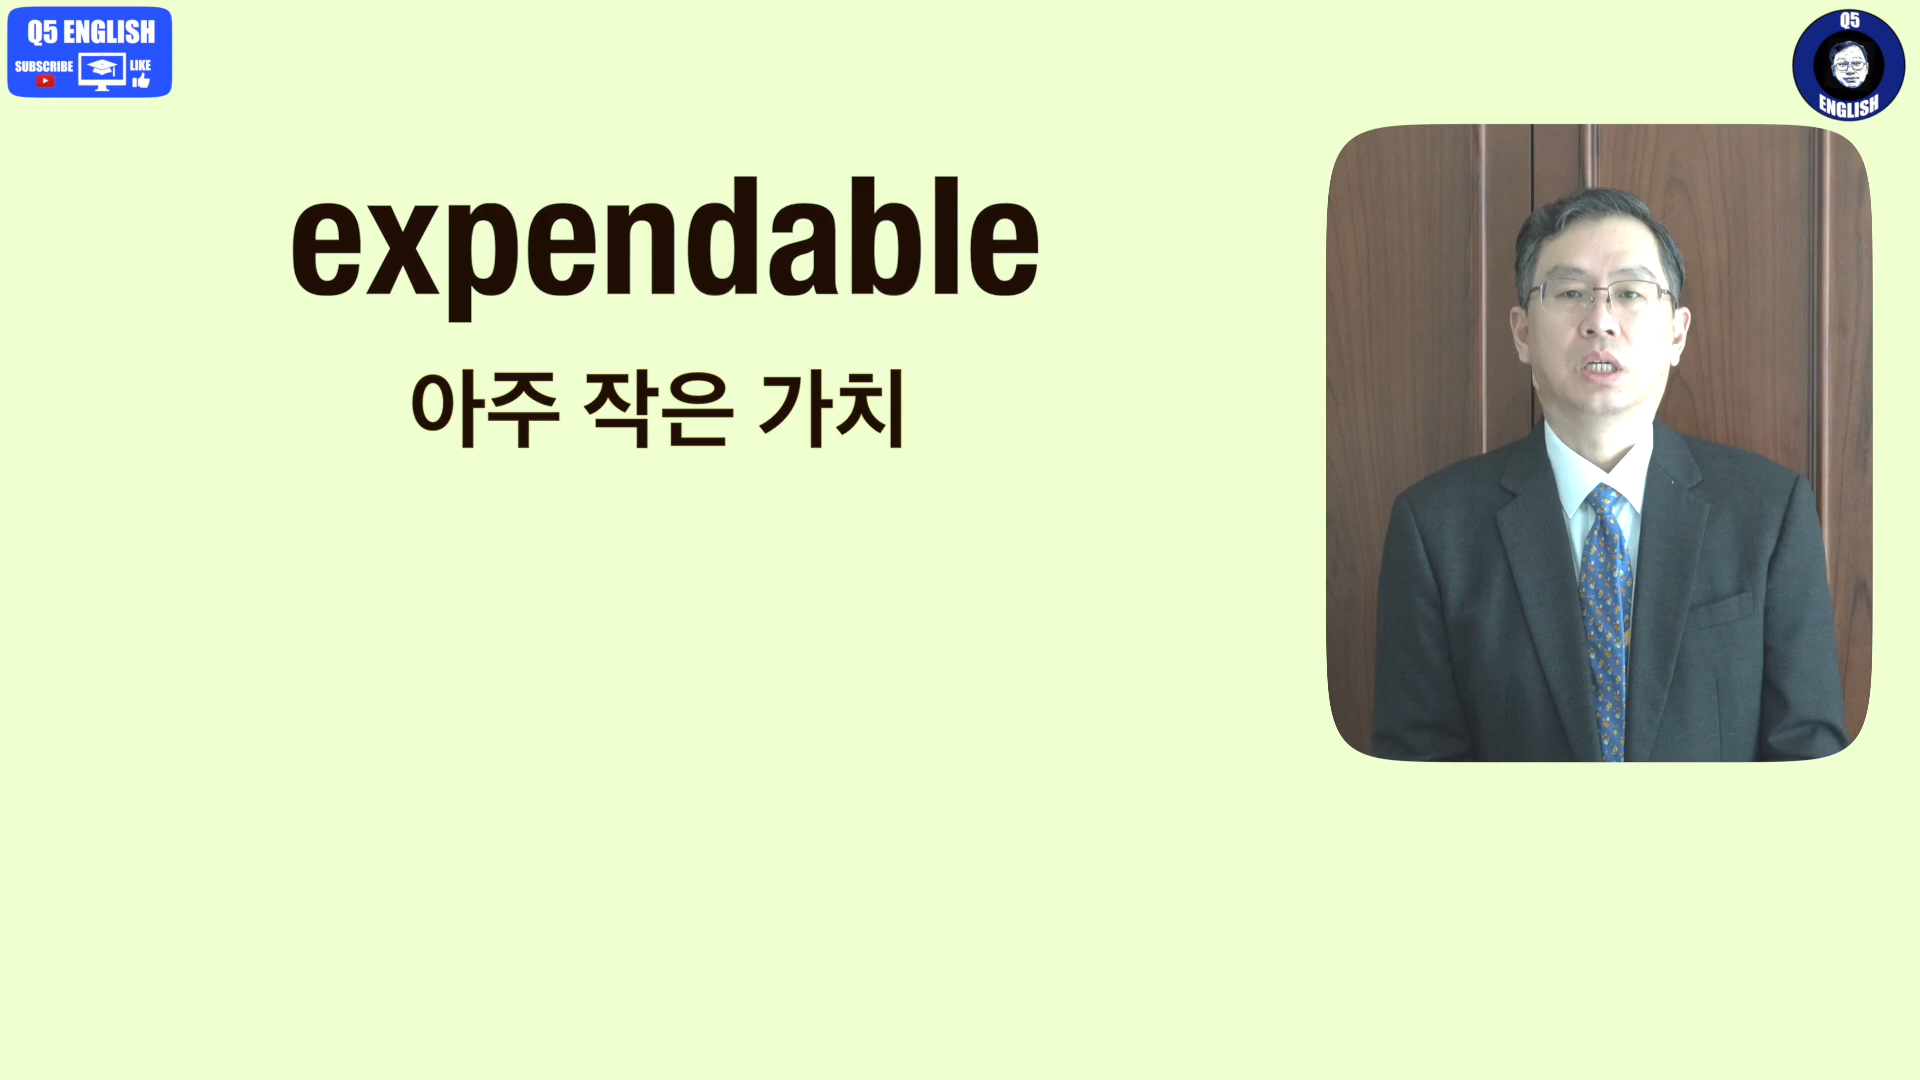 Q5 ENGLISH
SUBSCRIBE LIKE
Q5
ENGLISH
expendable
아주 작은 가치